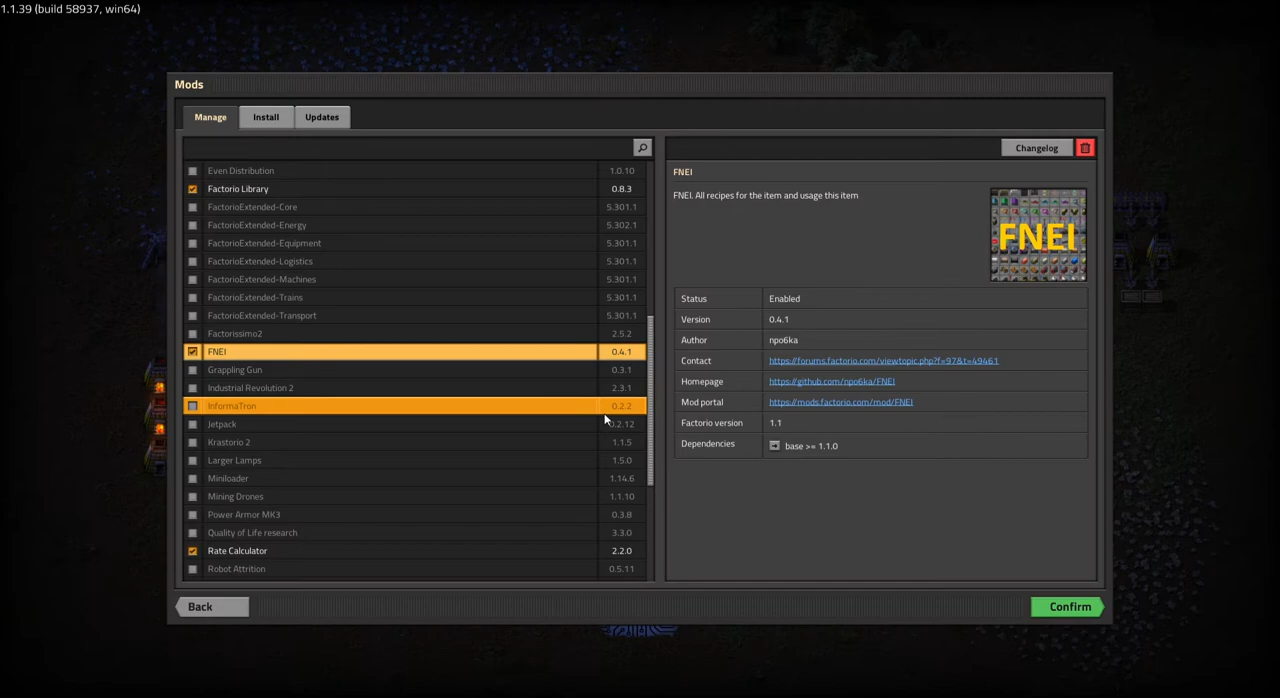 1.1.39 (build 58937, win64)
Mods
Manage Install Updates
Even Distribution 1.0.10
Factorio Library 0.8.3
FactorioExtended-Core 5.301.1
FactorioExtended-Energy 5.302.1
FactorioExtended-Equipment 5.301.1
FactorioExtended-Logistics 5.301.1
FactorioExtended-Machines 5.301.1
FactorioExtended-Trains 5.301.1
FactorioExtended-Transport 5.301.1
Factorissimo2 2.5.2
FNEI 0.4.1
Grappling Gun 0.3.1
Industrial Revolution 2 2.3.1
InformaTron 0.2.2
Jetpack 0.2.12
Krastorio 2 1.1.5
Larger Lamps 1.5.0
Miniloader 1.14.6
Mining Drones 1.1.10
Power Armor MK3 0.3.8
Quality of Life research 3.3.0
Rate Calculator 2.2.0
Robot Attrition 0.5.11
Changelog
FNEI
FNEI. All recipes for the item and usage this item
FNEI
Status Enabled
Version 0.4.1
Author npo6ka
Contact https://forums.factorio.com/viewtopic.php?f=97&t=49461
Homepage https://github.com/npo6ka/FNEI
Mod portal https://mods.factorio.com/mod/FNEI
Factorio version 1.1
Dependencies base >= 1.1.0
Back Confirm